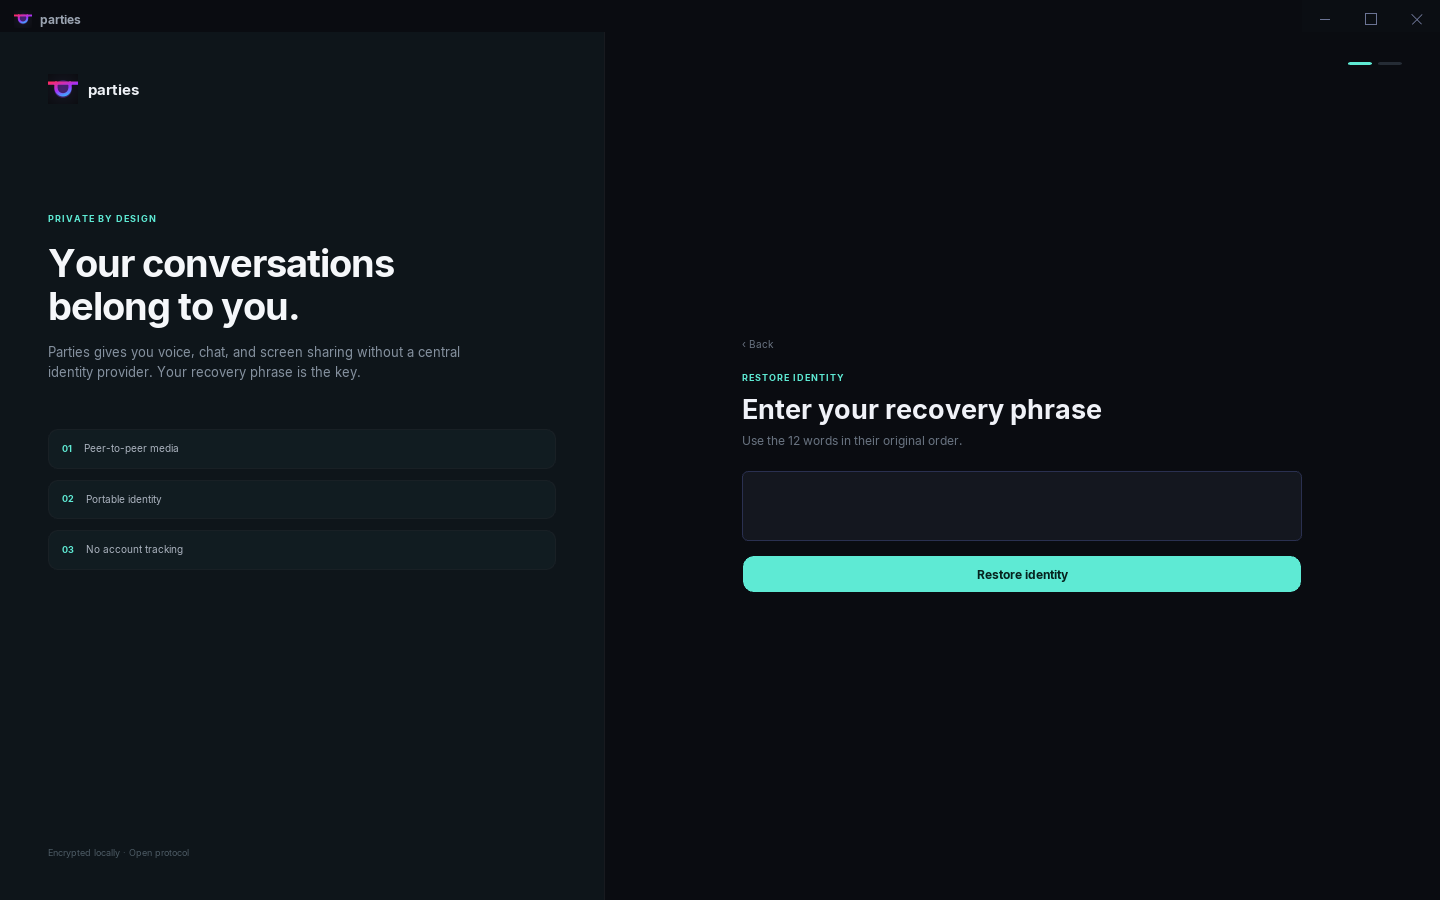 parties
parties
PRIVATE BY DESIGN
Your conversations
belong to you.
Parties gives you voice, chat, and screen sharing without a central
identity provider. Your recovery phrase is the key.
01 Peer-to-peer media
02 Portable identity
03 No account tracking
Encrypted locally · Open protocol
‹ Back
RESTORE IDENTITY
Enter your recovery phrase
Use the 12 words in their original order.
Restore identity